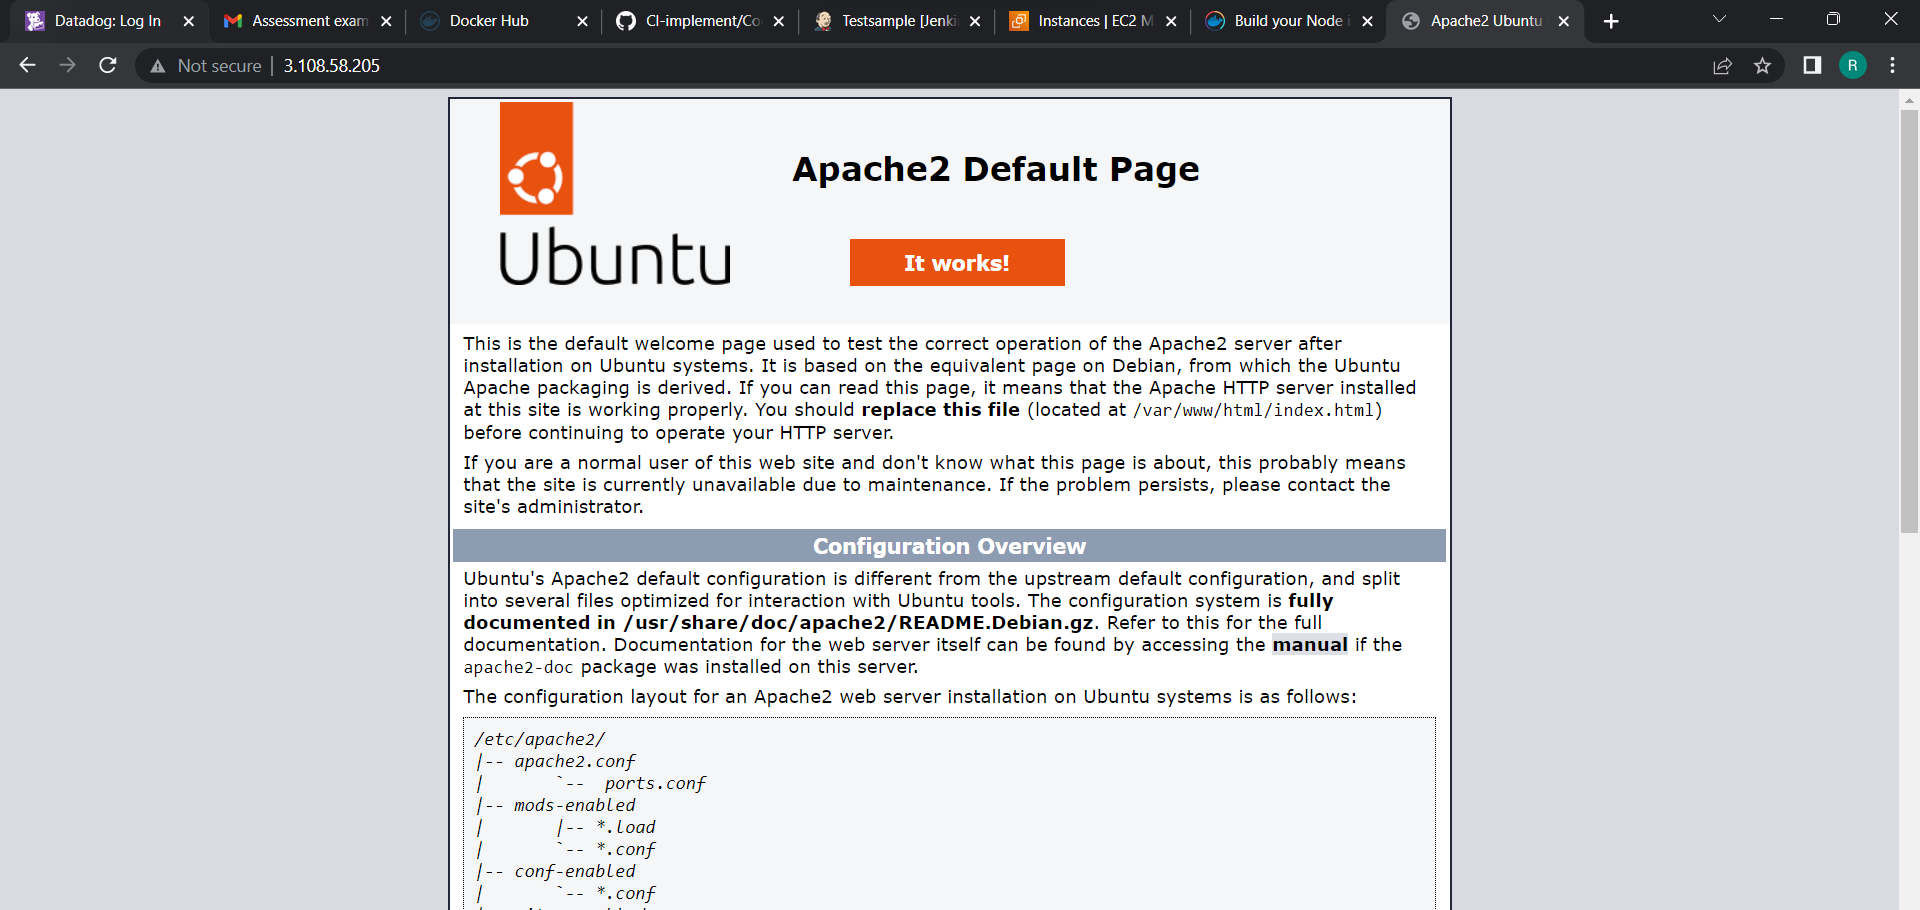 Datadog: Log In
Assessment exam
Docker Hub
CI-implement/Co
Testsample [Jenki
Instances | EC2 M
Build your Node i
Apache2 Ubuntu
Not secure
3.108.58.205
R
Ubuntu
Apache2 Default Page
It works!
This is the default welcome page used to test the correct operation of the Apache2 server after
installation on Ubuntu systems. It is based on the equivalent page on Debian, from which the Ubuntu
Apache packaging is derived. If you can read this page, it means that the Apache HTTP server installed
at this site is working properly. You should replace this file (located at /var/www/html/index.html)
before continuing to operate your HTTP server.
If you are a normal user of this web site and don't know what this page is about, this probably means
that the site is currently unavailable due to maintenance. If the problem persists, please contact the
site's administrator.
Configuration Overview
Ubuntu's Apache2 default configuration is different from the upstream default configuration, and split
into several files optimized for interaction with Ubuntu tools. The configuration system is fully
documented in /usr/share/doc/apache2/README.Debian.gz. Refer to this for the full
documentation. Documentation for the web server itself can be found by accessing the manual if the
apache2-doc package was installed on this server.
The configuration layout for an Apache2 web server installation on Ubuntu systems is as follows:
/etc/apache2/
|-- apache2.conf
|       `--  ports.conf
|-- mods-enabled
|       |-- *.load
|       `-- *.conf
|-- conf-enabled
|       `-- *.conf